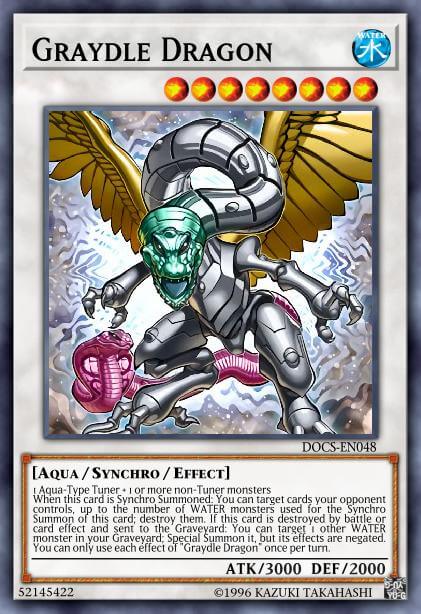 GRAYDLE DRAGON
WATER
水
DOCS-EN048
[AQUA / SYNCHRO / EFFECT]
1 Aqua-Type Tuner + 1 or more non-Tuner monsters
When this card is Synchro Summoned: You can target cards your opponent
controls, up to the number of WATER monsters used for the Synchro
Summon of this card; destroy them. If this card is destroyed by battle or
card effect and sent to the Graveyard: You can target 1 other WATER
monster in your Graveyard; Special Summon it, but its effects are negated.
You can only use each effect of "Graydle Dragon" once per turn.
ATK/3000 DEF/2000
52145422
©1996 KAZUKI TAKAHASHI